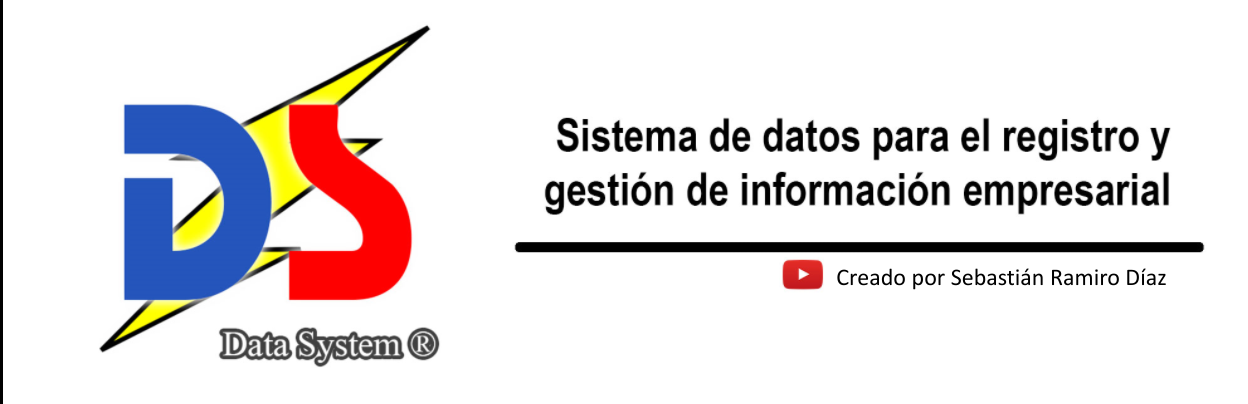 DS
Data System ®
Sistema de datos para el registro y
gestión de información empresarial
Creado por Sebastián Ramiro Díaz